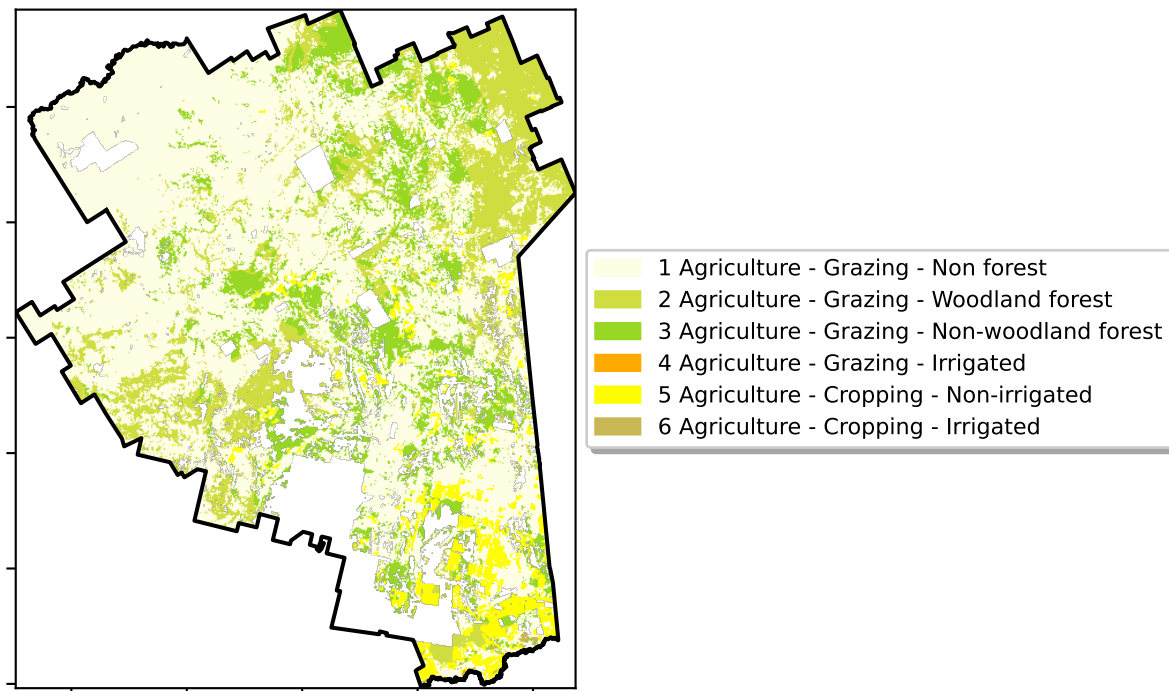 1 Agriculture - Grazing - Non forest
2 Agriculture - Grazing - Woodland forest
3 Agriculture - Grazing - Non-woodland forest
4 Agriculture - Grazing - Irrigated
5 Agriculture - Cropping - Non-irrigated
6 Agriculture - Cropping - Irrigated